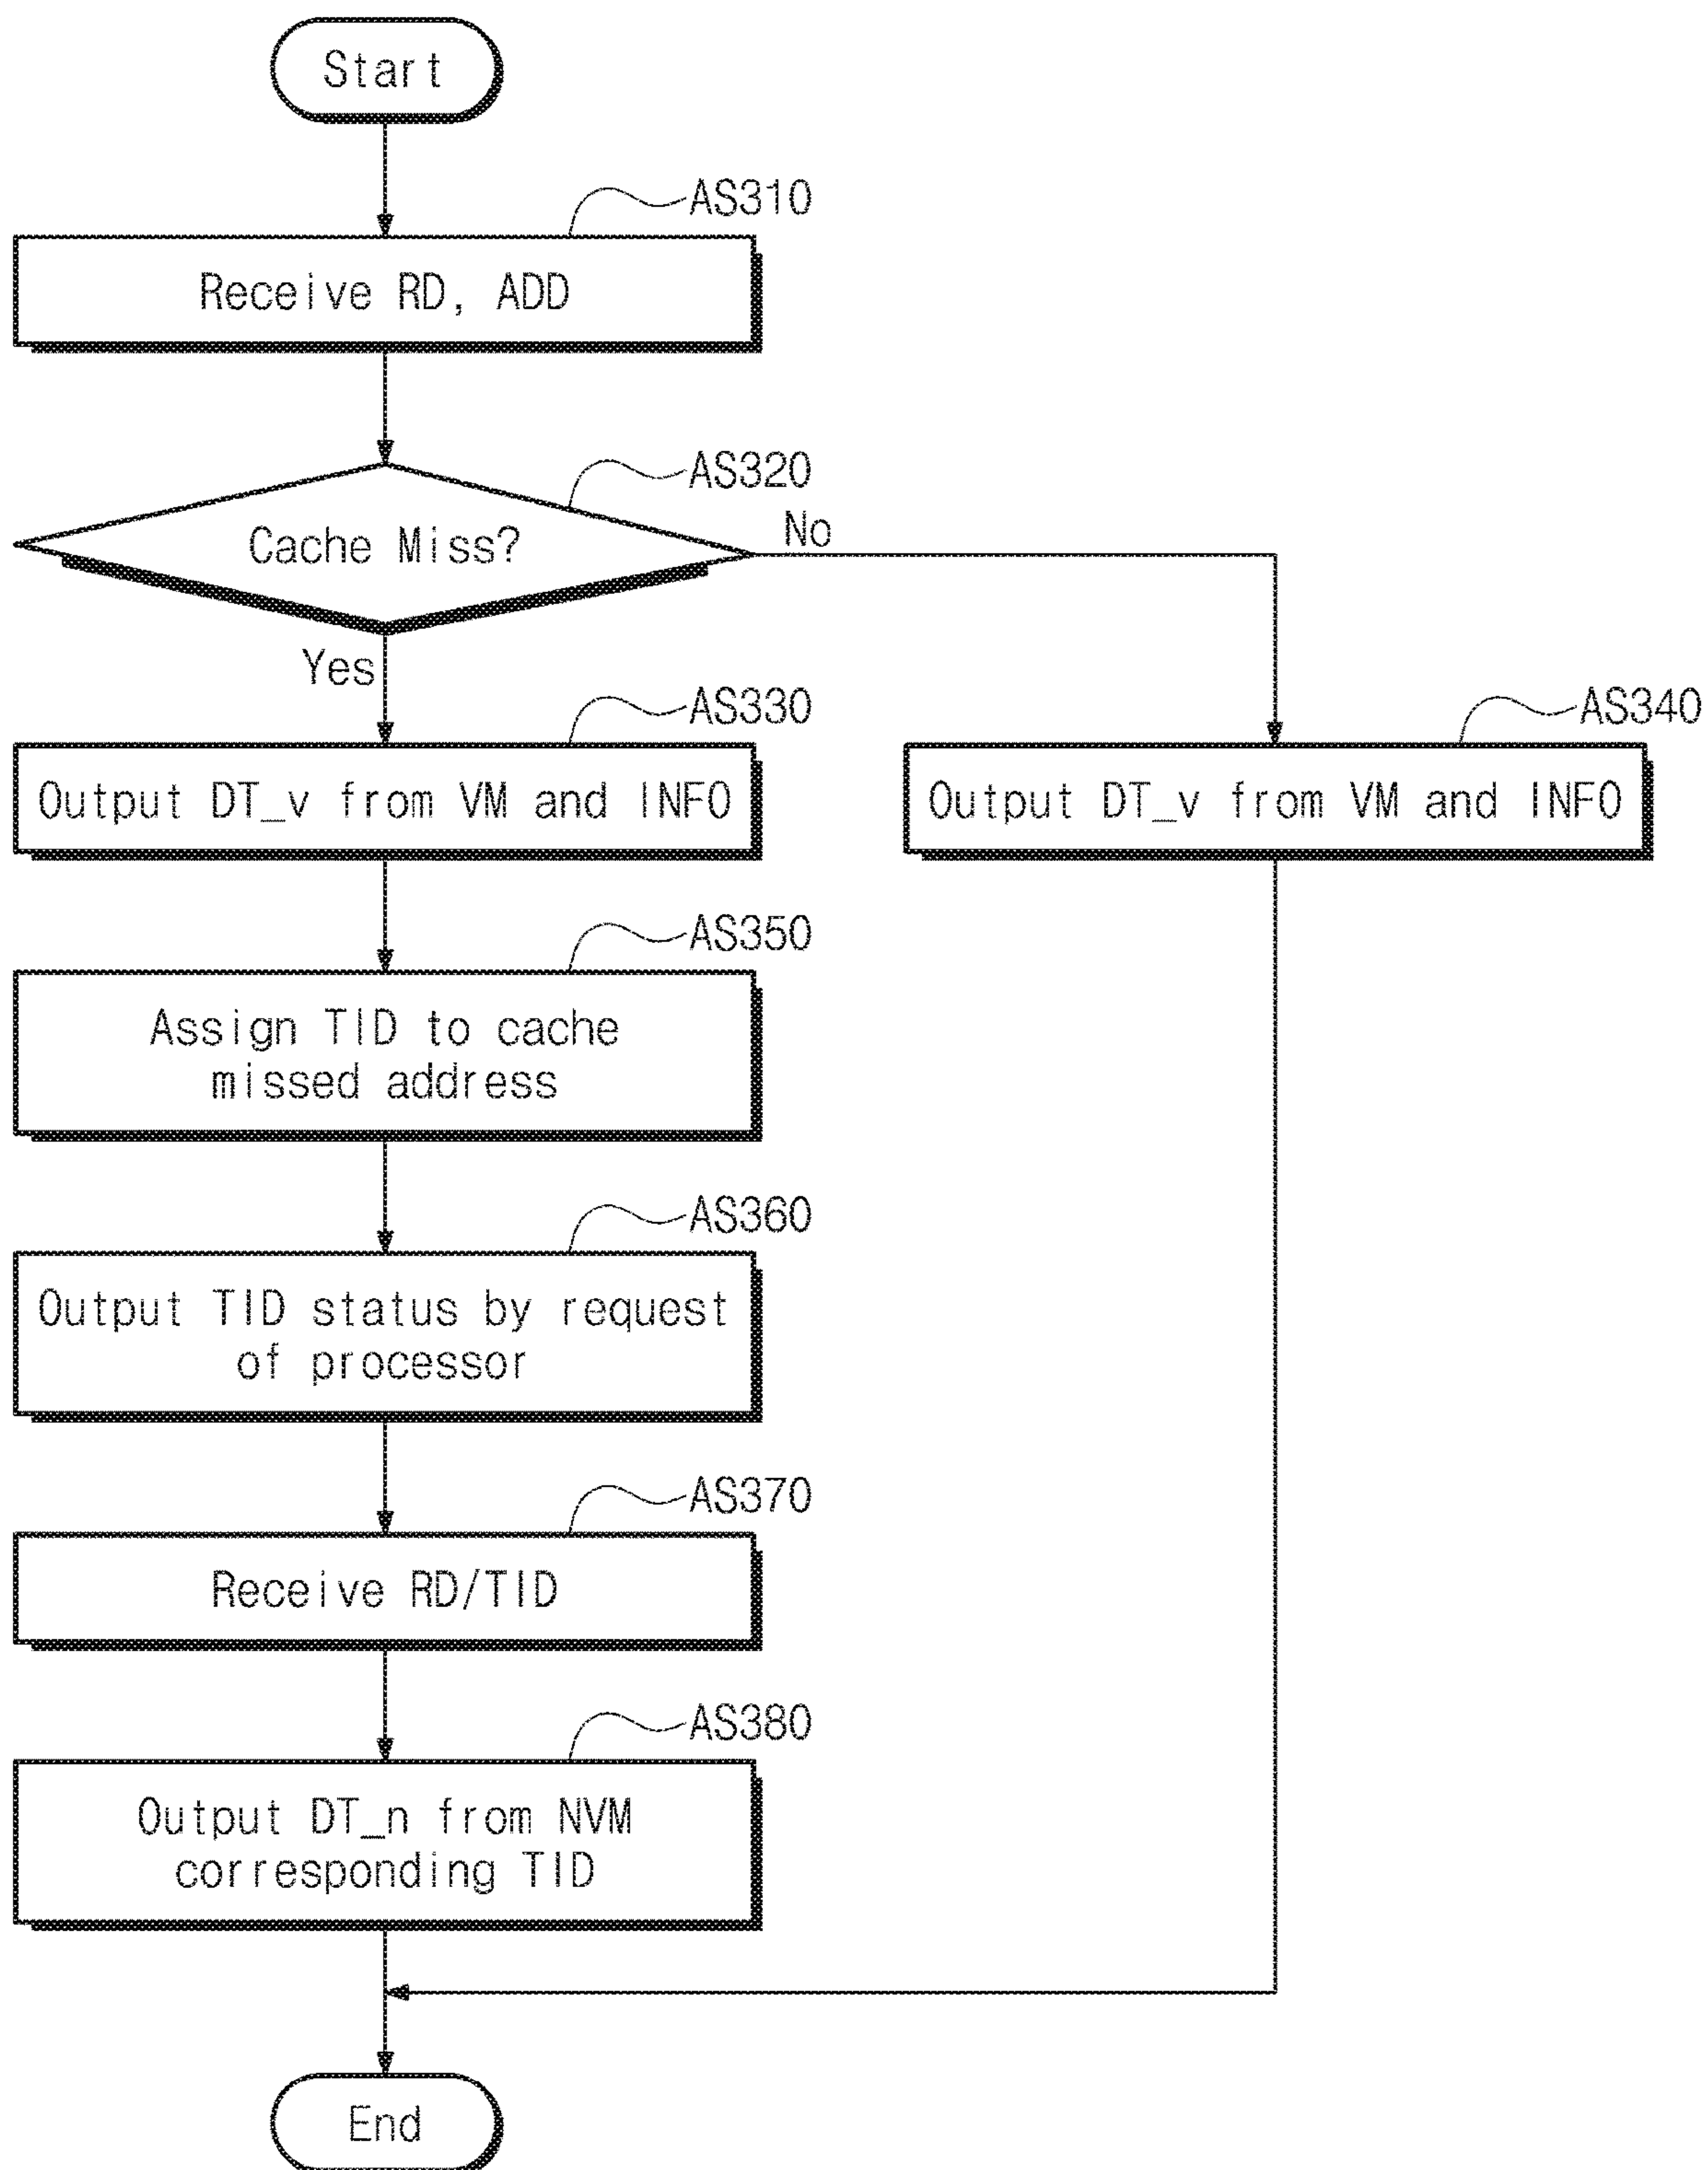 Start
AS310
Receive RD, ADD
AS320
Cache Miss?
No
Yes
AS330
AS340
Output DT_v from VM and INFO
Output DT_v from VM and INFO
AS350
Assign TID to cache
missed address
AS360
Output TID status by request
of processor
AS370
Receive RD/TID
AS380
Output DT_n from NVM
corresponding TID
End